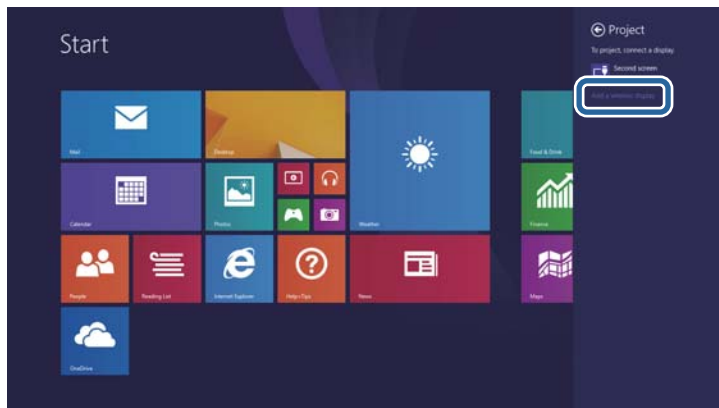 Start
Project
To project, connect a display
Second screen
Add a wireless display
Mail
Desktop
Food & Drink
Calendar
Photos
Weather
Finance
People
Reading List
Internet Explorer
Help+Tips
News
Maps
OneDrive